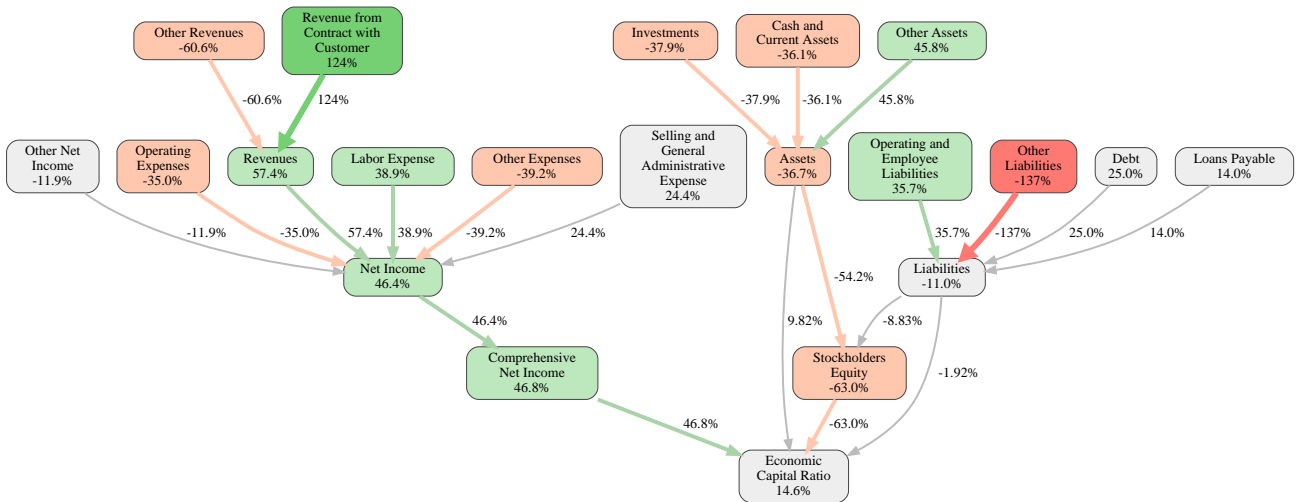 Other Revenues
-60.6%
Revenue from
Contract with
Customer
124%
Investments
-37.9%
Cash and
Current Assets
-36.1%
Other Assets
45.8%
-60.6%
124%
-37.9%
-36.1%
45.8%
Other Net
Income
-11.9%
Operating
Expenses
-35.0%
Revenues
57.4%
Labor Expense
38.9%
Other Expenses
-39.2%
Selling and
General
Administrative
Expense
24.4%
Assets
-36.7%
Operating and
Employee
Liabilities
35.7%
Other
Liabilities
-137%
Debt
25.0%
Loans Payable
14.0%
-11.9%
-35.0%
57.4%
38.9%
-39.2%
24.4%
35.7%
-137%
25.0%
14.0%
Net Income
46.4%
-54.2%
Liabilities
-11.0%
46.4%
9.82%
-8.83%
Comprehensive
Net Income
46.8%
Stockholders
Equity
-63.0%
-1.92%
46.8%
-63.0%
Economic
Capital Ratio
14.6%